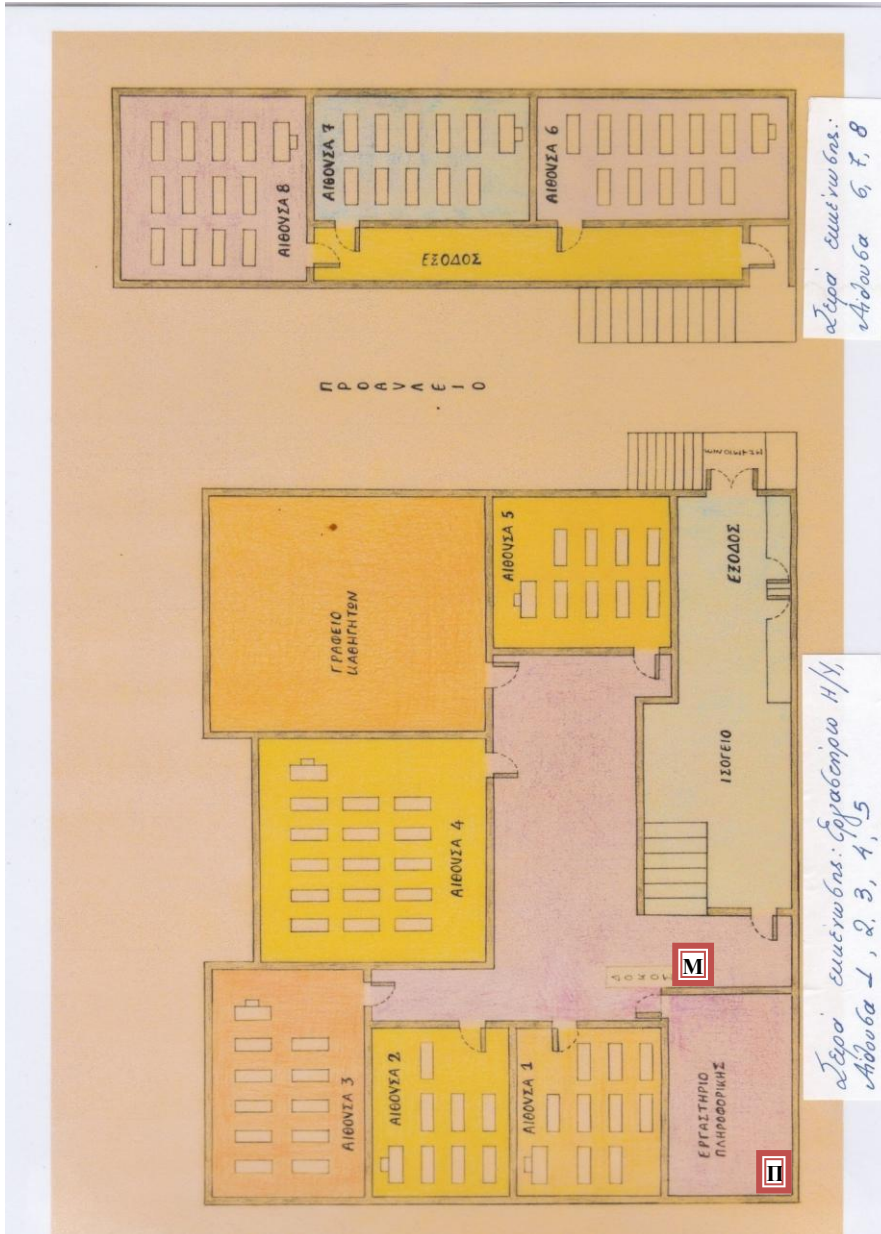 ΑΙΘΟΥΣΑ 8
ΑΙΘΟΥΣΑ 7
ΑΙΘΟΥΣΑ 6
ΕΞΟΔΟΣ
Σειρά εκκένωσης:
Αίθουσα 6, 7, 8
ΠΡΟΑΥΛΕΙΟ
ΑΙΘΟΥΣΑ 5
ΓΡΑΦΕΙΟ
ΚΑΘΗΓΗΤΩΝ
ΕΞΟΔΟΣ
ΙΣΟΓΕΙΟ
ΑΙΘΟΥΣΑ 4
ΑΙΘΟΥΣΑ 3
ΑΙΘΟΥΣΑ 2
ΑΙΘΟΥΣΑ 1
Μ
ΕΡΓΑΣΤΗΡΙΟ
ΠΛΗΡΟΦΟΡΙΚΗΣ
Π
Σειρά εκκένωσης: Εργαστήριο Η/Υ,
Αίθουσα 1, 2, 3, 4, 5